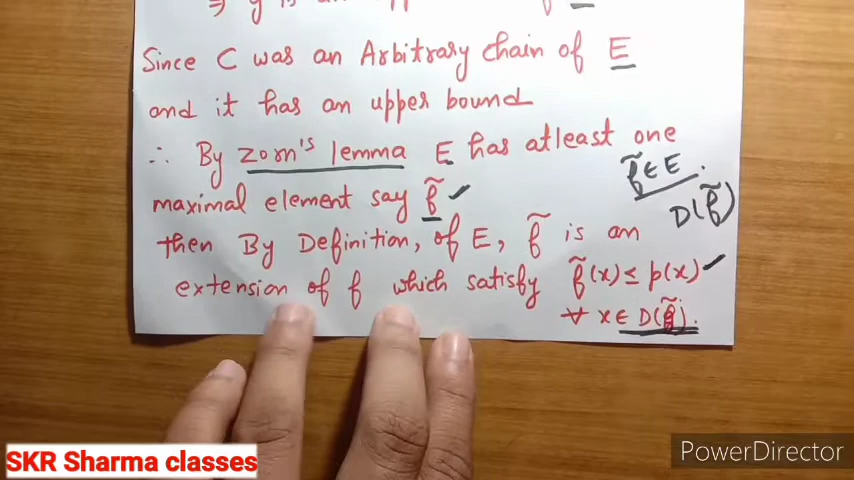 Since C was an Arbitrary chain of E
and it has an upper bound
∴ By Zorn's lemma E has atleast one
f̃ ∈ E.
maximal element say f̃ ✓
D(f̃)
then By Definition, of E, f̃ is an
extension of f which satisfy f̃(x) ≤ p(x) ✓
∀ x ∈ D(f̃).
SKR Sharma classes
PowerDirector